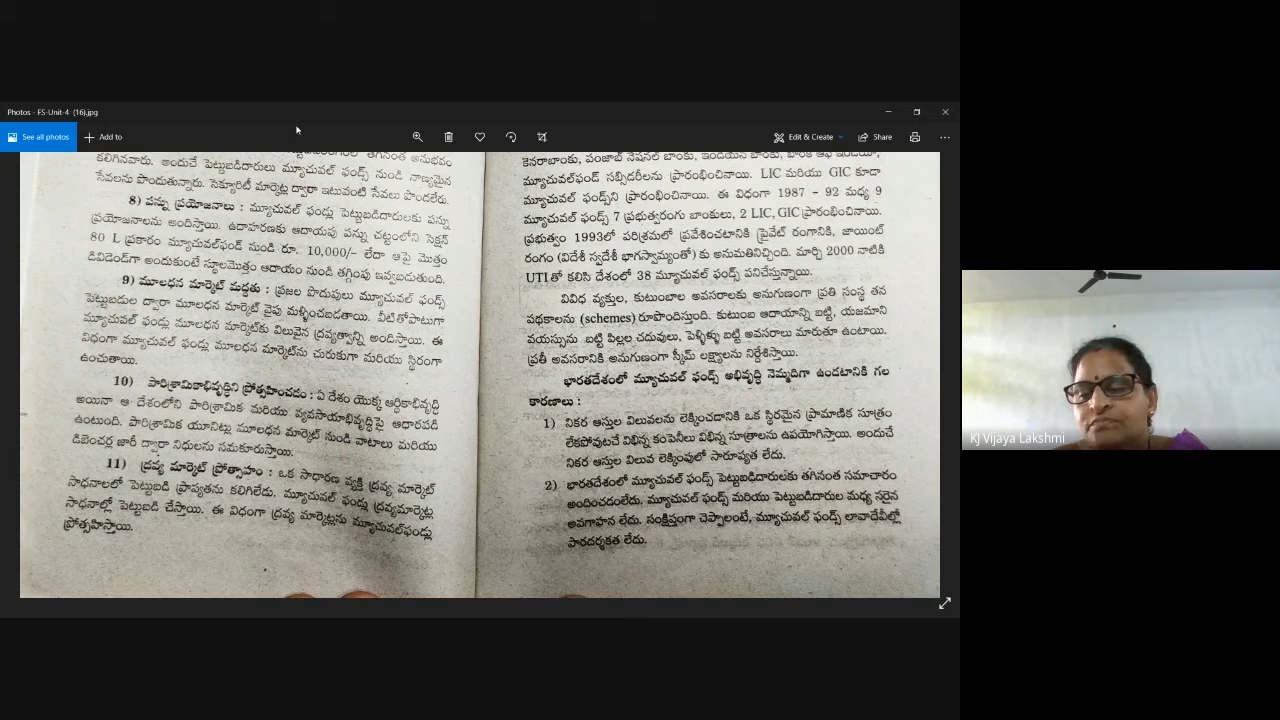 Photos - FS-Unit-4 (16).jpg
See all photos
Add to
Edit & Create
Share
తగినంత అనుభవం
కలిగినవారు. అందుచే పెట్టుబడిదారులు మ్యూచువల్ ఫండ్స్ నుండి నాణ్యమైన
సేవలను పొందుతున్నారు. సెక్యూరిటీ మార్కెట్ల ద్వారా ఇటువంటి సేవలు పొందలేరు.
8) పన్ను ప్రయోజనాలు : మ్యూచువల్ ఫండ్లు పెట్టుబడిదారులకు పన్ను
ప్రయోజనాలను అందిస్తాయి. ఉదాహరణకు ఆదాయపు పన్ను చట్టంలోని సెక్షన్
80 L ప్రకారం మ్యూచువల్‌ఫండ్ నుండి రూ. 10,000/- లేదా ఆపై మొత్తం
డివిడెండ్‌గా అందుకుంటే స్థూలమొత్తం ఆదాయం నుండి తగ్గింపు ఇవ్వబడుతుంది.
9) మూలధన మార్కెట్ మద్దతు : ప్రజల పొదుపులు మ్యూచువల్ ఫండ్స్
పెట్టుబడుల ద్వారా మూలధన మార్కెట్ వైపు మళ్ళించబడతాయి. వీటితోపాటుగా
మ్యూచువల్ ఫండ్లు మూలధన మార్కెట్‌కు విలువైన ద్రవ్యత్వాన్ని అందిస్తాయి. ఈ
విధంగా మ్యూచువల్ ఫండ్లు మూలధన మార్కెట్‌ను చురుకుగా మరియు స్థిరంగా
ఉంచుతాయి.
10) పారిశ్రామికాభివృద్ధిని ప్రోత్సహించడం : ఏ దేశం యొక్క ఆర్థికాభివృద్ధి
అయినా ఆ దేశంలోని పారిశ్రామిక మరియు వ్యవసాయాభివృద్ధిపై ఆధారపడి
ఉంటుంది. పారిశ్రామిక యూనిట్లు మూలధన మార్కెట్ నుండి వాటాలు మరియు
డిబెంచర్ల జారీ ద్వారా నిధులను సమకూరుస్తాయి.
11) ద్రవ్య మార్కెట్ ప్రోత్సాహం : ఒక సాధారణ వ్యక్తి ద్రవ్య మార్కెట్
సాధనాలలో పెట్టుబడి ప్రాప్యతను కలిగిలేడు. మ్యూచువల్ ఫండ్లు ద్రవ్యమార్కెట్ల
సాధనాల్లో పెట్టుబడి చేస్తాయి. ఈ విధంగా ద్రవ్య మార్కెట్లను మ్యూచువల్‌ఫండ్లు
ప్రోత్సహిస్తాయి.
కెనరాబాంకు, పంజాబ్ నేషనల్ బాంకు, ఇండియన్ బాంకు, బాంక్ ఆఫ్ ఇండియా,
మ్యూచువల్‌ఫండ్ సబ్సిడరీలను ప్రారంభించినాయి. LIC మరియు GIC కూడా
మ్యూచువల్ ఫండ్స్‌ని ప్రారంభించినాయి. ఈ విధంగా 1987 – 92 మధ్య 9
మ్యూచువల్ ఫండ్స్ 7 ప్రభుత్వరంగు బాంకులు, 2 LIC, GIC ప్రారంభించినాయి.
ప్రభుత్వం 1993లో పరిశ్రమలో ప్రవేశించటానికి ప్రైవేట్ రంగానికి, జాయింట్
రంగం (విదేశీ స్వదేశీ భాగస్వామ్యంతో) కు అనుమతినిచ్చింది. మార్చి 2000 నాటికి
UTI తో కలిసి దేశంలో 38 మ్యూచువల్ ఫండ్స్ పనిచేస్తున్నాయి.
వివిధ వ్యక్తుల, కుటుంబాల అవసరాలకు అనుగుణంగా ప్రతి సంస్థ తన
పథకాలను (schemes) రూపొందిస్తుంది. కుటుంబ ఆదాయాన్ని బట్టి, యజమాని
వయస్సును బట్టి పిల్లల చదువులు, పెళ్ళిళ్ళు బట్టి అవసరాలు మారుతూ ఉంటాయి.
ప్రతీ అవసరానికి అనుగుణంగా స్కీమ్ లక్ష్యాలను నిర్దేశిస్తాయి.
భారతదేశంలో మ్యూచువల్ ఫండ్స్ అభివృద్ధి నెమ్మదిగా ఉండటానికి గల
కారణాలు :
1) నికర ఆస్తుల విలువలను లెక్కించడానికి ఒక స్థిరమైన ప్రామాణిక సూత్రం
లేకపోవుటచే విభిన్న కంపెనీలు విభిన్న సూత్రాలను ఉపయోగిస్తాయి. అందుచే
నికర ఆస్తుల విలువ లెక్కింపులో సారూప్యత లేదు.
2) భారతదేశంలో మ్యూచువల్ ఫండ్స్ పెట్టుబడిదారులకు తగినంత సమాచారం
అందించడంలేదు. మ్యూచువల్ ఫండ్స్ మరియు పెట్టుబడిదారుల మధ్య సరైన
అవగాహన లేదు. సంక్షిప్తంగా చెప్పాలంటే, మ్యూచువల్ ఫండ్స్ లావాదేవీల్లో
పారదర్శకత లేదు.
KJ Vijaya Lakshmi